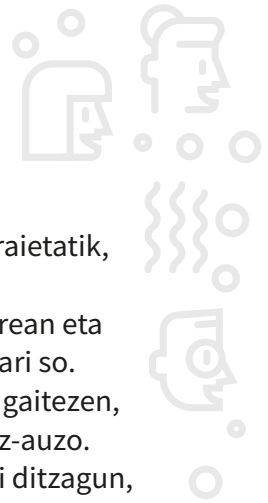 raietatik,
rean eta
ari so.
gaitezen,
z-auzo.
i ditzagun,